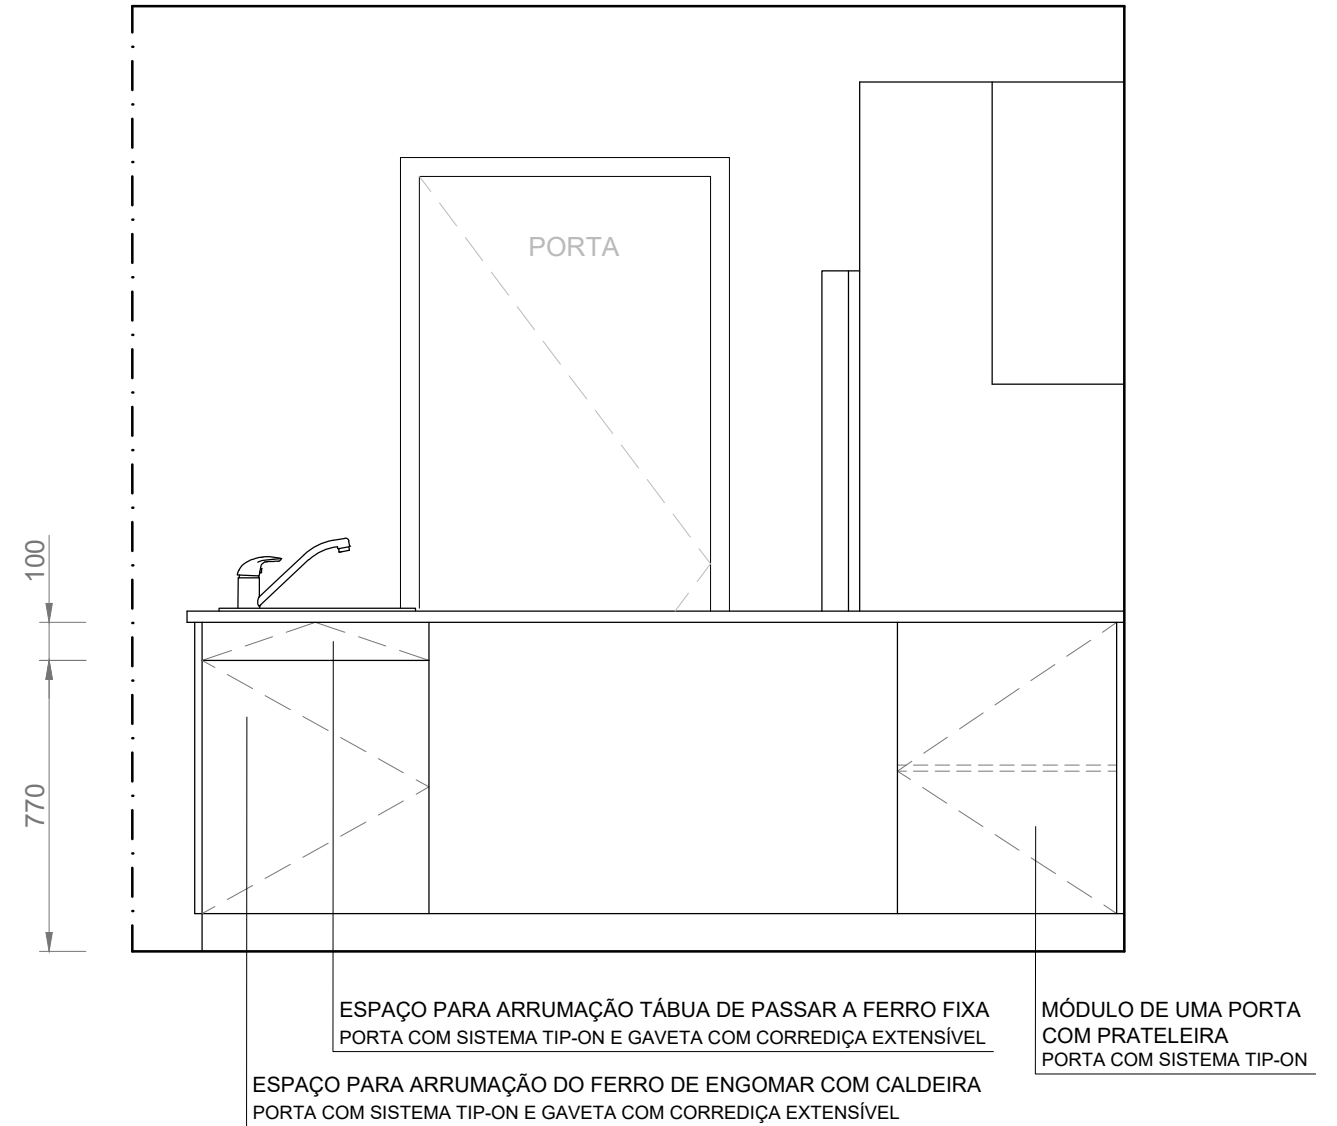 PORTA
100
770
ESPAÇO PARA ARRUMAÇÃO TÁBUA DE PASSAR A FERRO FIXA
PORTA COM SISTEMA TIP-ON E GAVETA COM CORREDIÇA EXTENSÍVEL
MÓDULO DE UMA PORTA
COM PRATELEIRA
PORTA COM SISTEMA TIP-ON
ESPAÇO PARA ARRUMAÇÃO DO FERRO DE ENGOMAR COM CALDEIRA
PORTA COM SISTEMA TIP-ON E GAVETA COM CORREDIÇA EXTENSÍVEL